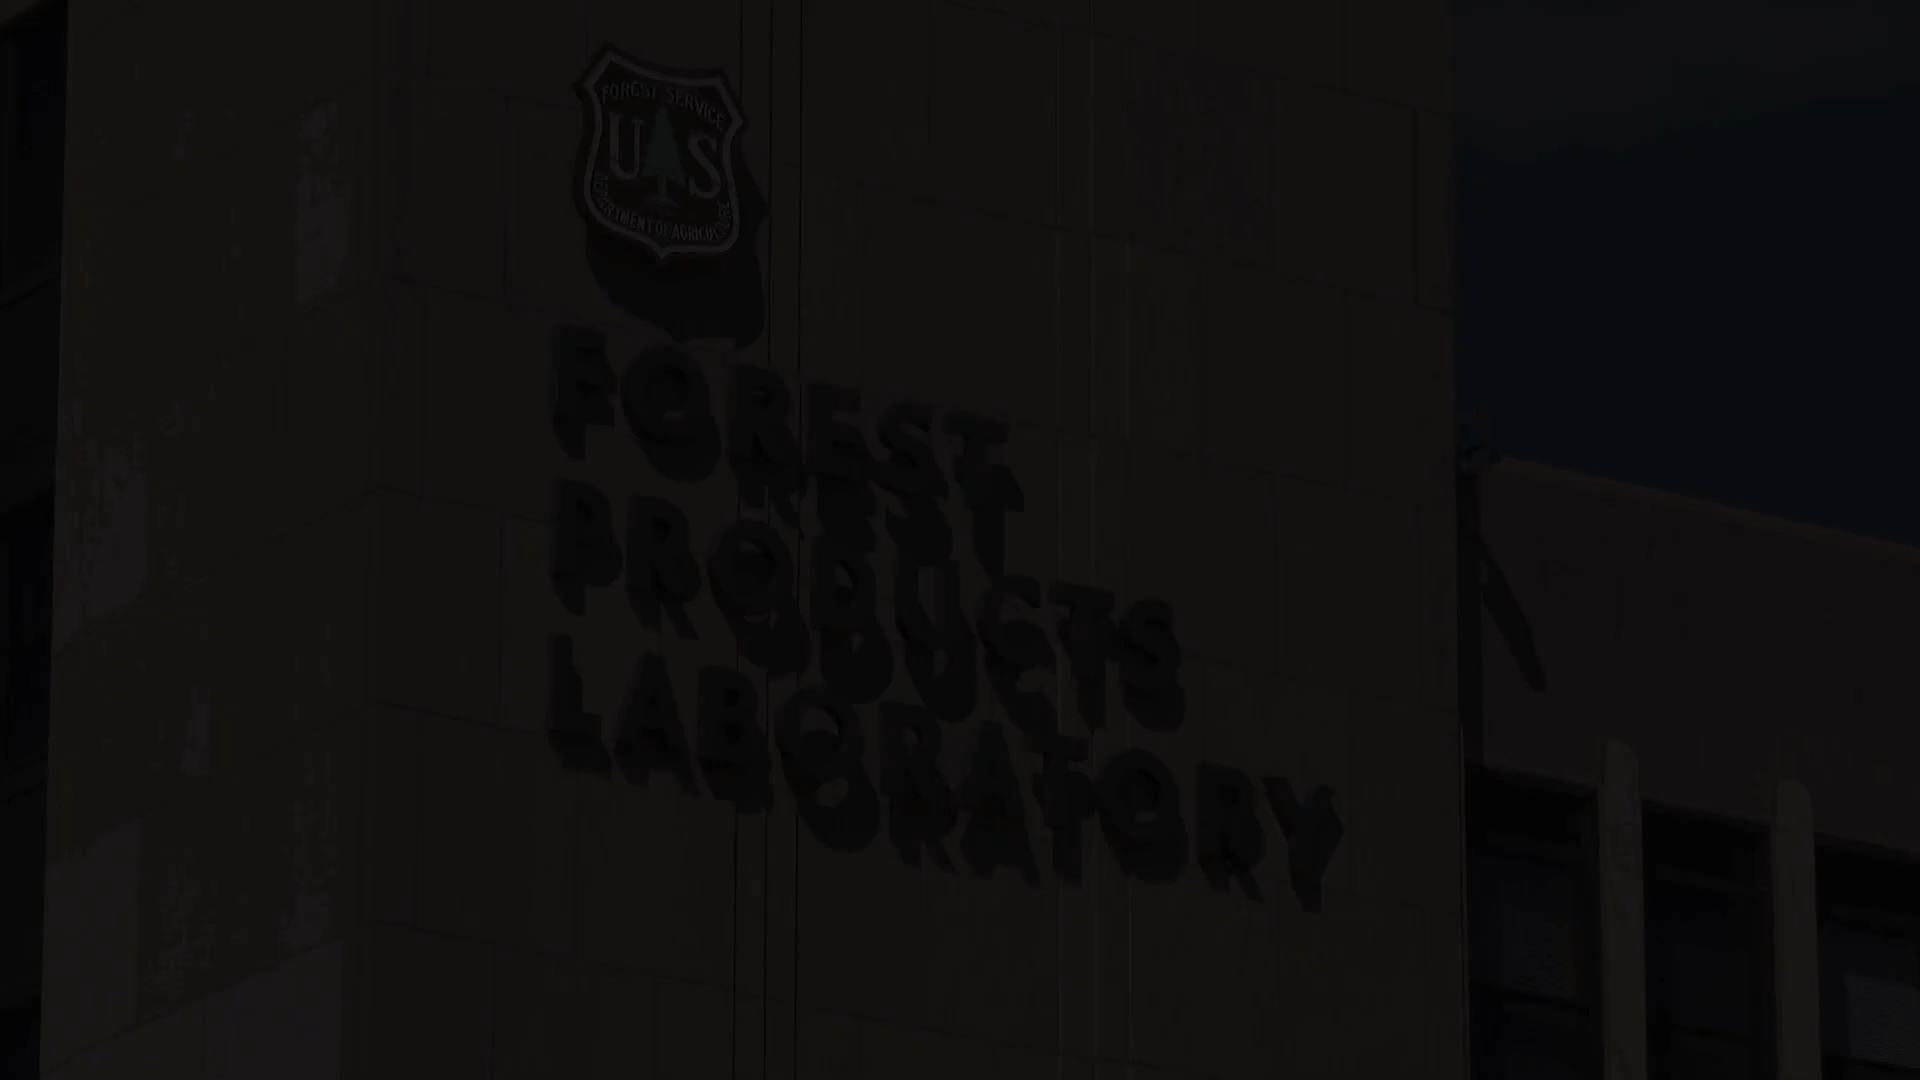 FOREST SERVICE
U S
DEPARTMENT OF AGRICULTURE
FOREST
PRODUCTS
LABORATORY